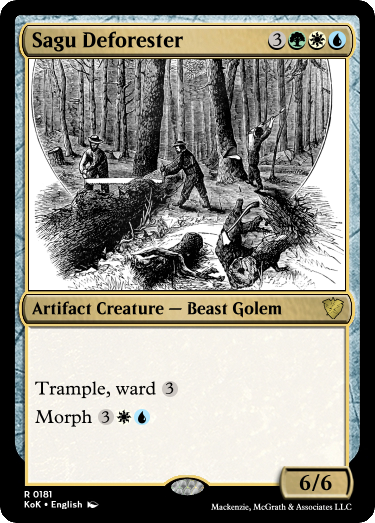 Sagu Deforester 3
Artifact Creature — Beast Golem
Trample, ward 3
Morph 3
6/6
R 0181
KoK • English
Mackenzie, McGrath & Associates LLC